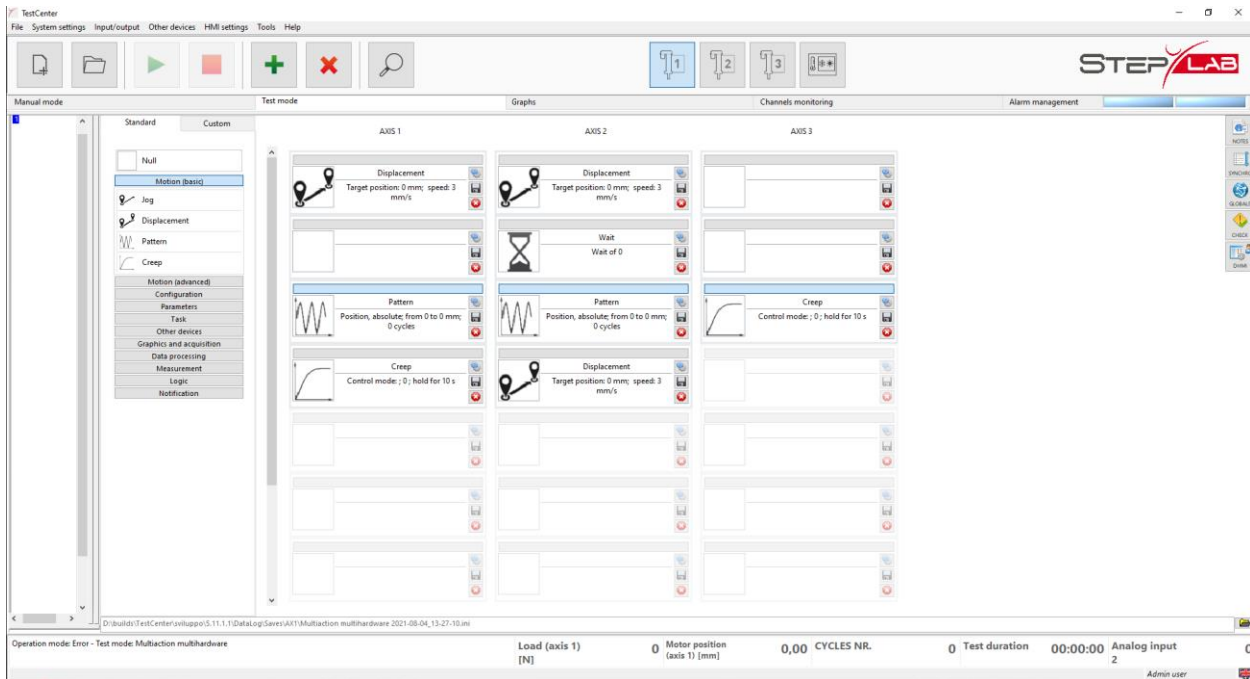 TestCenter
File System settings Input/output Other devices HMI settings Tools Help
1 2 3
STEP LAB
Manual mode Test mode Graphs Channels monitoring Alarm management
1
Standard Custom
AXIS 1 AXIS 2 AXIS 3
NOTES
Null
Motion (basic)
Jog
Displacement
Pattern
Creep
Motion (advanced)
Configuration
Parameters
Task
Other devices
Graphics and acquisition
Data processing
Measurement
Logic
Notification
Displacement
Target position: 0 mm; speed: 3
mm/s
Displacement
Target position: 0 mm; speed: 3
mm/s
Wait
Wait of 0
Pattern
Position, absolute; from 0 to 0 mm;
0 cycles
Pattern
Position, absolute; from 0 to 0 mm;
0 cycles
Creep
Control mode: ; 0 ; hold for 10 s
Creep
Control mode: ; 0 ; hold for 10 s
Displacement
Target position: 0 mm; speed: 3
mm/s
CHECK
D:\builds\TestCenter\sviluppo\5.11.1.1\DataLog\Saves\AX1\Multiaction multihardware 2021-08-04_13-27-10.ini
Operation mode: Error - Test mode: Multiaction multihardware
Load (axis 1)
[N]
0
Motor position
(axis 1) [mm]
0,00
CYCLES NR.
0
Test duration
00:00:00
Analog input
2
Admin user